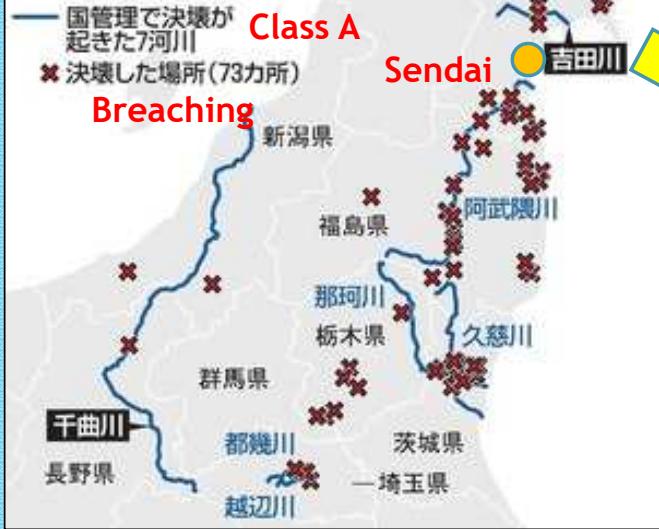 国管理で決壊が
起きた7河川
Class A
決壊した場所(73カ所)
Breaching
Sendai
吉田川
新潟県
阿武隈川
福島県
那珂川
栃木県
久慈川
群馬県
千曲川
都幾川
茨城県
長野県
埼玉県
越辺川